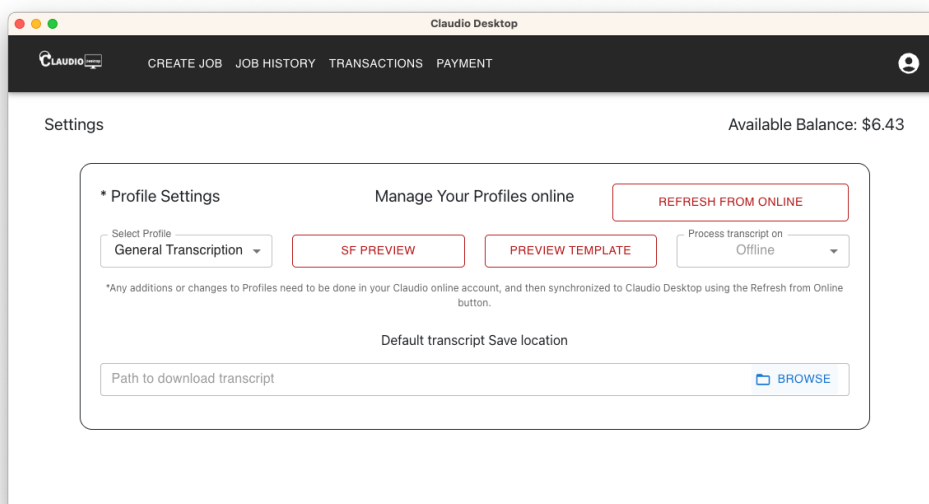 Claudio Desktop
CLAUDIO Desktop
CREATE JOB JOB HISTORY TRANSACTIONS PAYMENT
Settings
Available Balance: $6.43
* Profile Settings
Manage Your Profiles online
REFRESH FROM ONLINE
Select Profile
General Transcription
SF PREVIEW
PREVIEW TEMPLATE
Process transcript on
Offline
*Any additions or changes to Profiles need to be done in your Claudio online account, and then synchronized to Claudio Desktop using the Refresh from Online
button.
Default transcript Save location
Path to download transcript
BROWSE